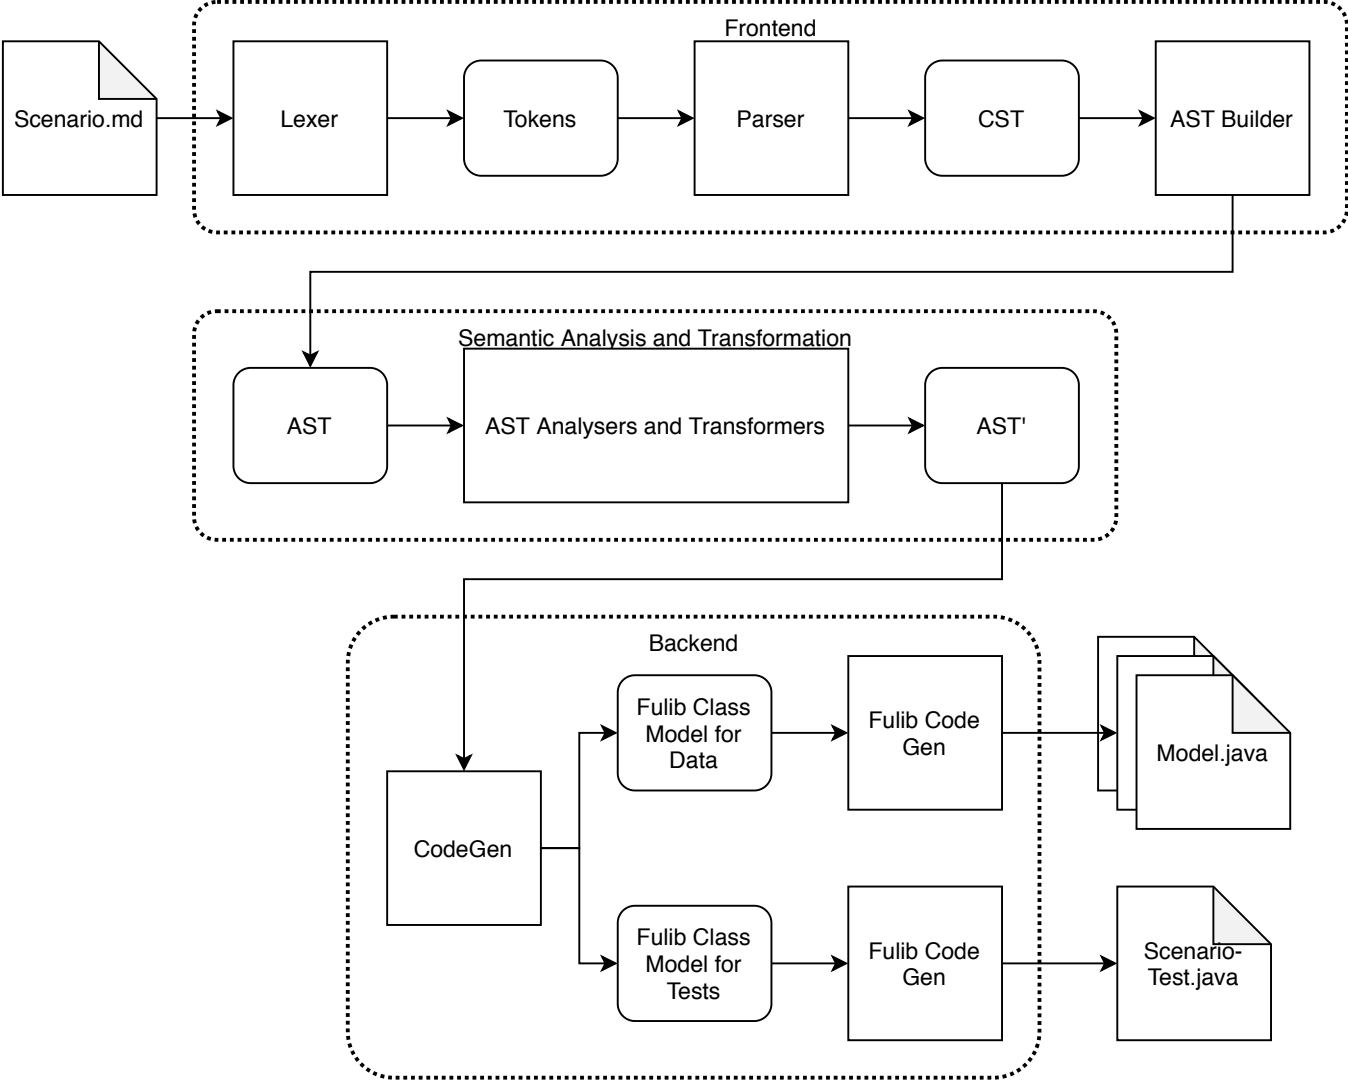 Frontend
Scenario.md
Lexer
Tokens
Parser
CST
AST Builder
Semantic Analysis and Transformation
AST
AST Analysers and Transformers
AST'
Backend
Fulib Class
Model for
Data
Fulib Code
Gen
Model.java
CodeGen
Fulib Class
Model for
Tests
Fulib Code
Gen
Scenario-
Test.java